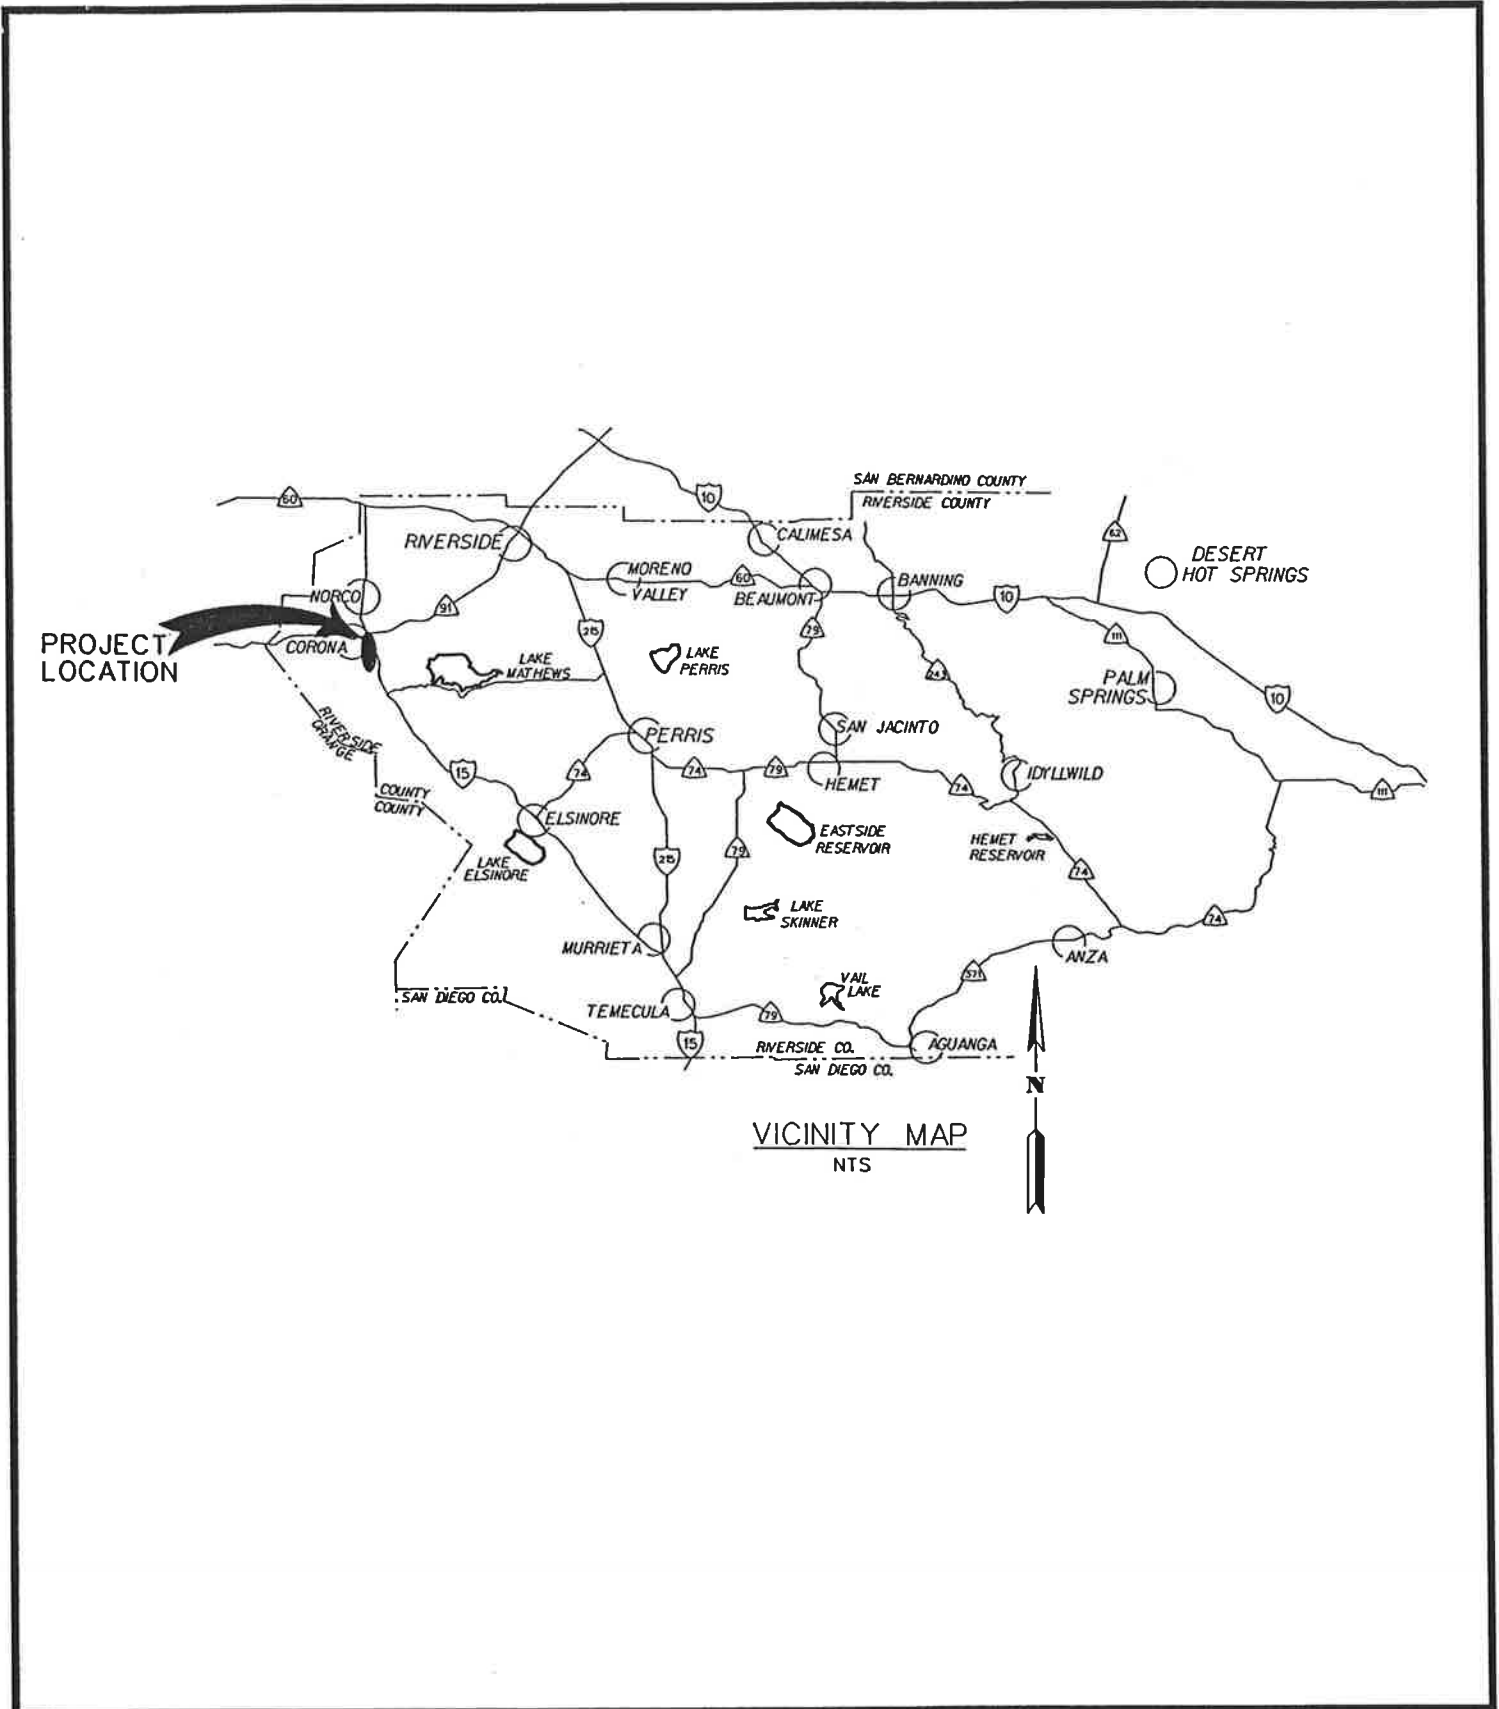 SAN BERNARDINO COUNTY
RIVERSIDE COUNTY
60
10
RIVERSIDE
CALIMESA
62
DESERT
HOT SPRINGS
MORENO
VALLEY
60
BEAUMONT
BANNING
10
NORCO
91
PROJECT
LOCATION
CORONA
215
79
111
LAKE
MATHEWS
LAKE
PERRIS
243
PALM
SPRINGS
10
RIVERSIDE
ORANGE
COUNTY
COUNTY
PERRIS
SAN JACINTO
15
74
74
79
HEMET
74
IDYLLWILD
111
ELSINORE
LAKE
ELSINORE
EASTSIDE
RESERVOIR
HEMET
RESERVOIR
215
79
74
LAKE
SKINNER
74
MURRIETA
ANZA
371
VAIL
LAKE
SAN DIEGO CO.
TEMECULA
79
15
RIVERSIDE CO.
SAN DIEGO CO.
AGUANGA
N
VICINITY MAP
NTS